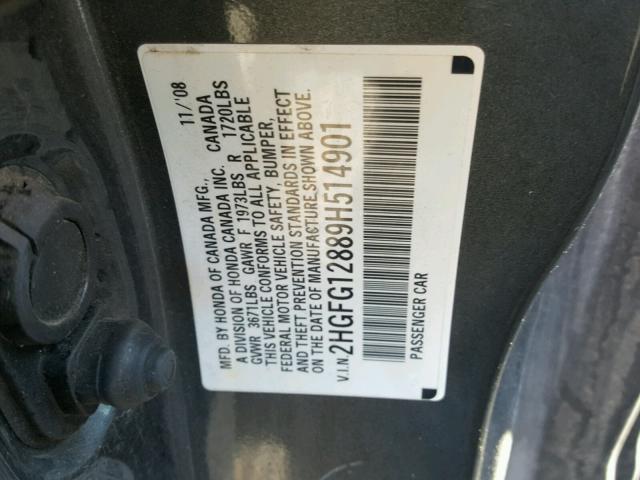 MFD. BY HONDA OF CANADA MFG., 11/'08
A DIVISION OF HONDA CANADA INC. CANADA
GVWR 3671LBS GAWR F 1973LBS R 1720LBS
THIS VEHICLE CONFORMS TO ALL APPLICABLE
FEDERAL MOTOR VEHICLE SAFETY, BUMPER,
AND THEFT PREVENTION STANDARDS IN EFFECT
ON THE DATE OF MANUFACTURE SHOWN ABOVE.
V.I.N. 2HGFG12889H514901
PASSENGER CAR